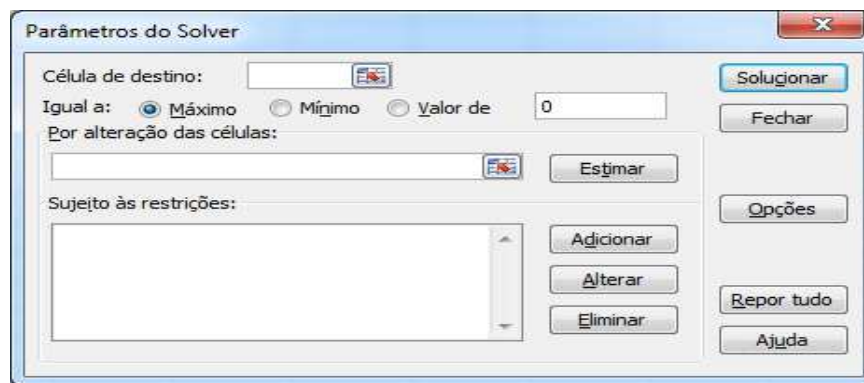 Parâmetros do Solver
Célula de destino:
Solucionar
Igual a: Máximo Mínimo Valor de 0
Fechar
Por alteração das células:
Estimar
Sujeito às restrições:
Opções
Adicionar
Alterar
Repor tudo
Eliminar
Ajuda